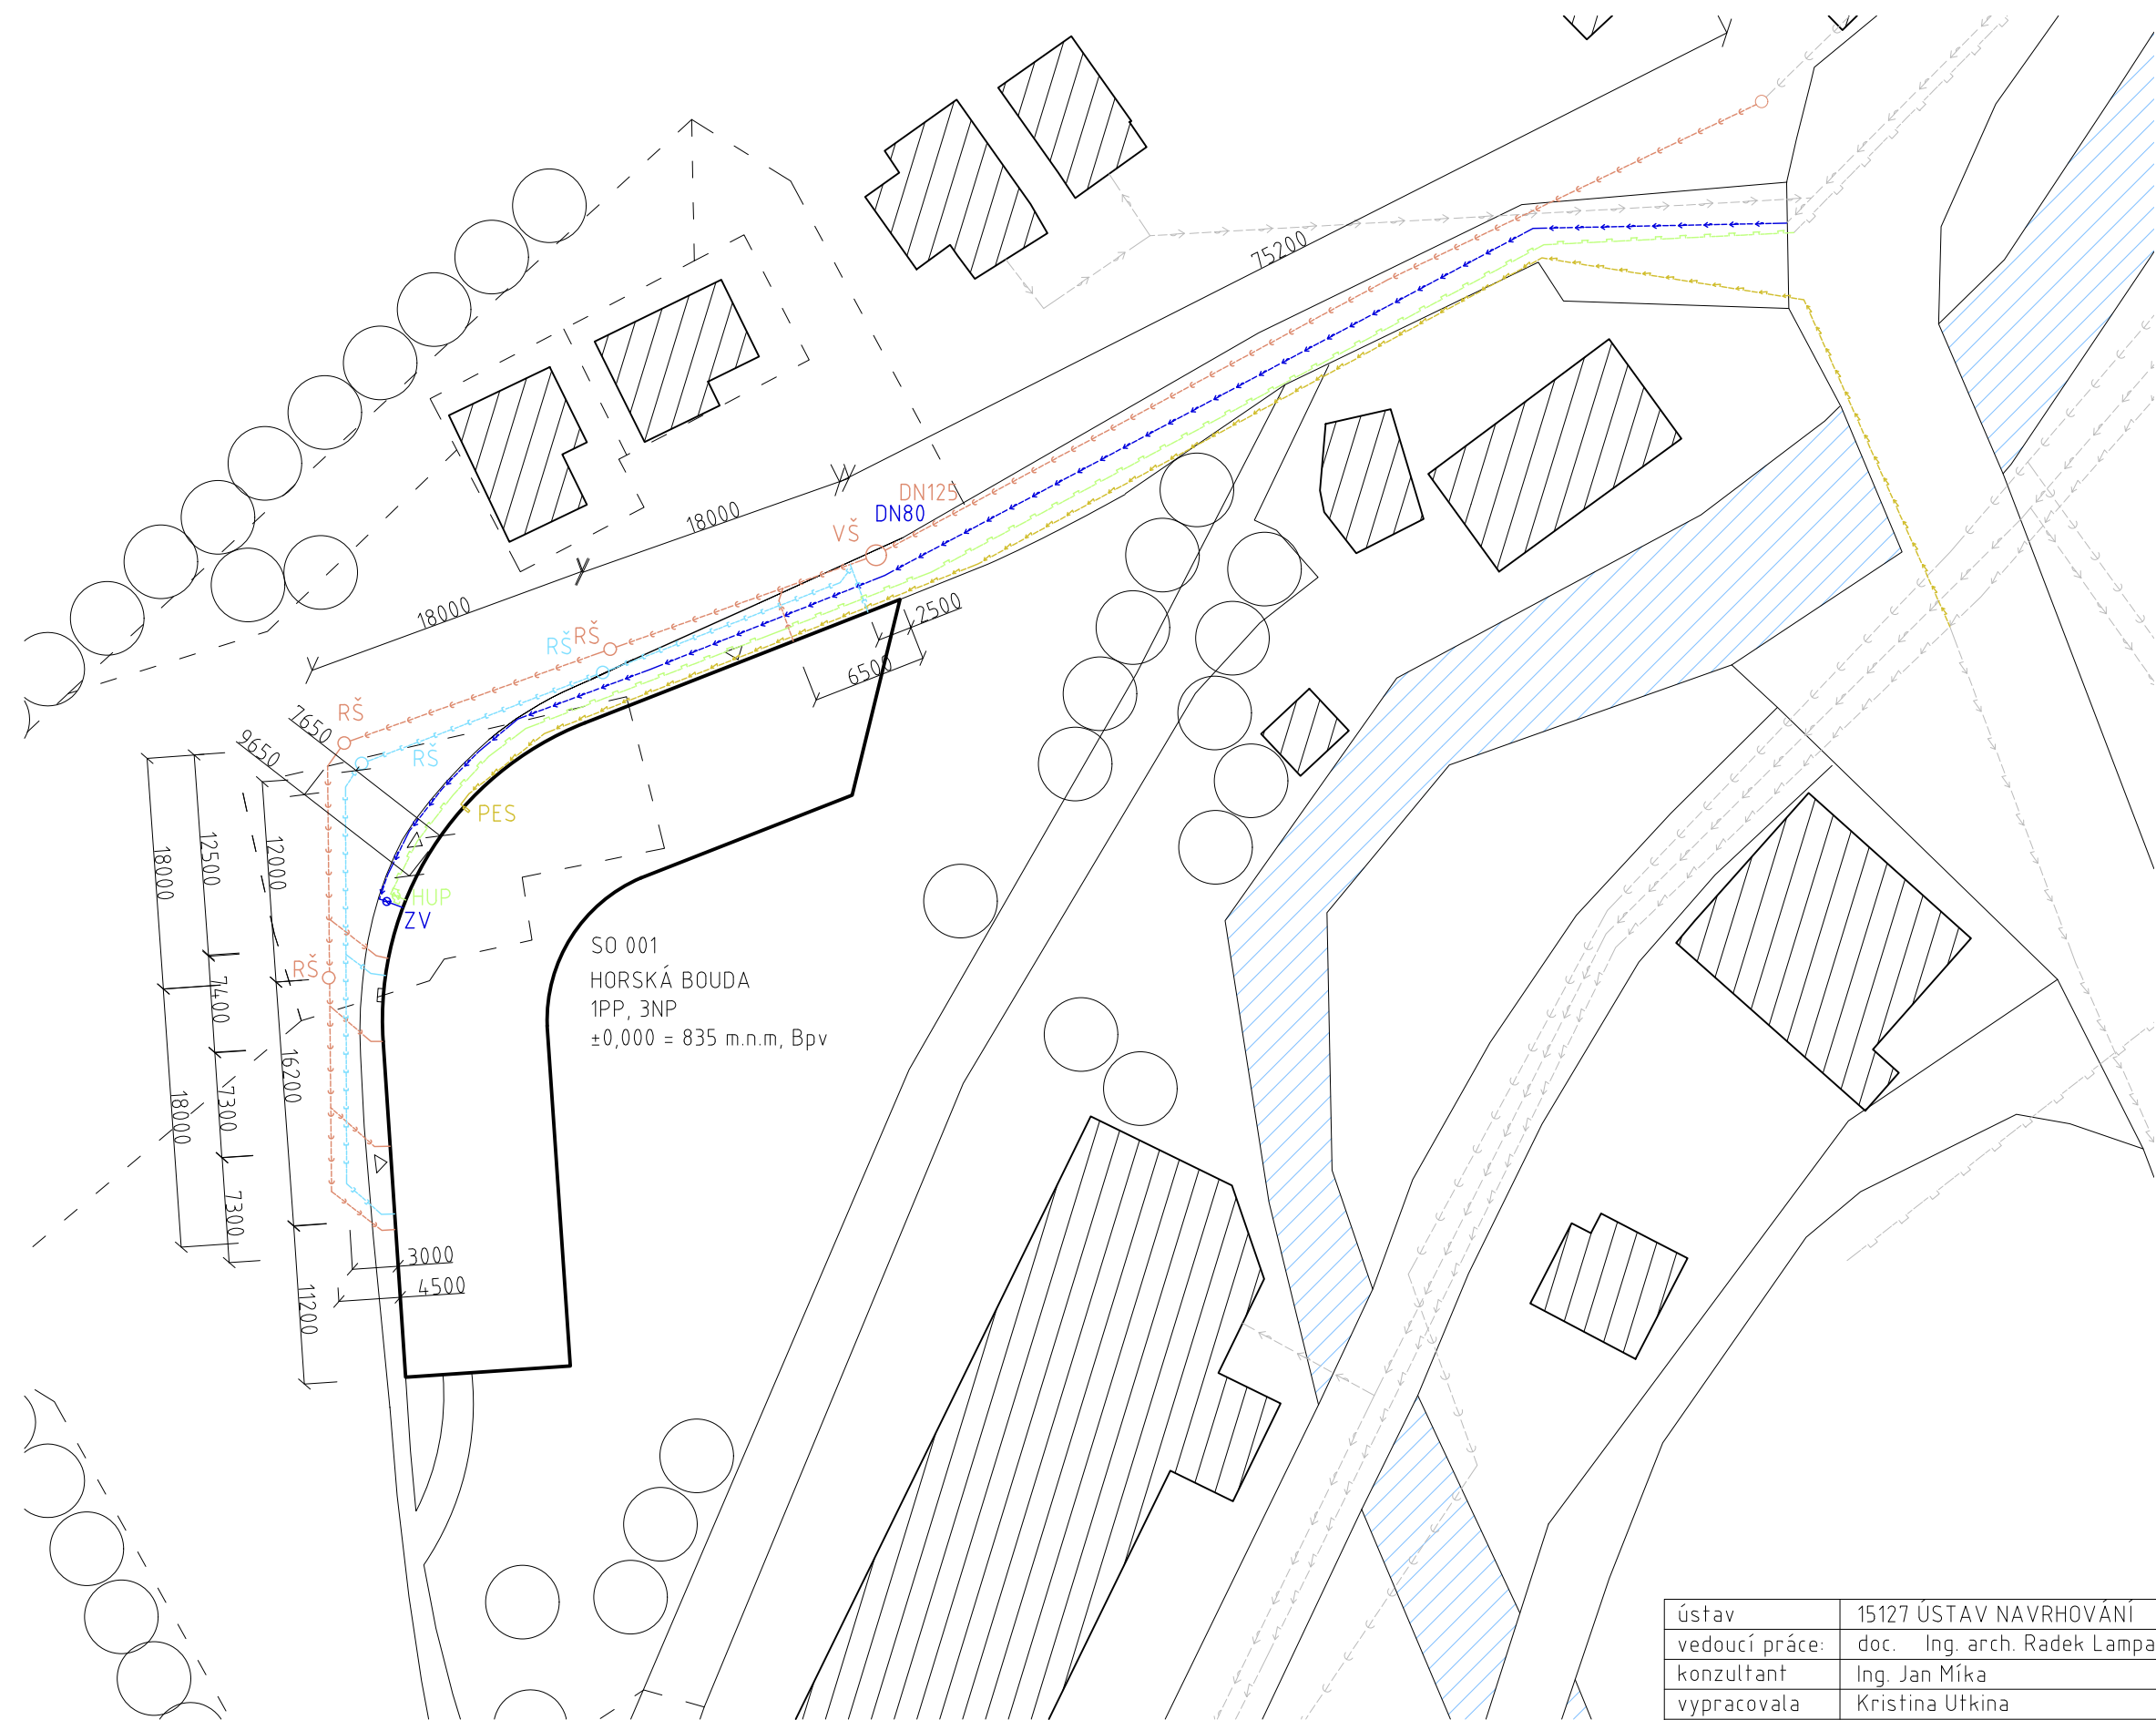 75200
DN125
DN80
18000
VŠ
18000
2500
RŠ
RŠ
6500
RŠ
7650
9650
RŠ
PES
18000
12500
12000
HUP
ZV
SO 001
RŠ
HORSKÁ BOUDA
1PP, 3NP
±0,000 = 835 m.n.m, Bpv
7400
16200
18000
7300
7300
3000
4500
11200
ústav 15127 ÚSTAV NAVRHOVÁNÍ
vedoucí práce: doc. Ing. arch. Radek Lampa
konzultant Ing. Jan Míka
vypracovala Kristina Utkina